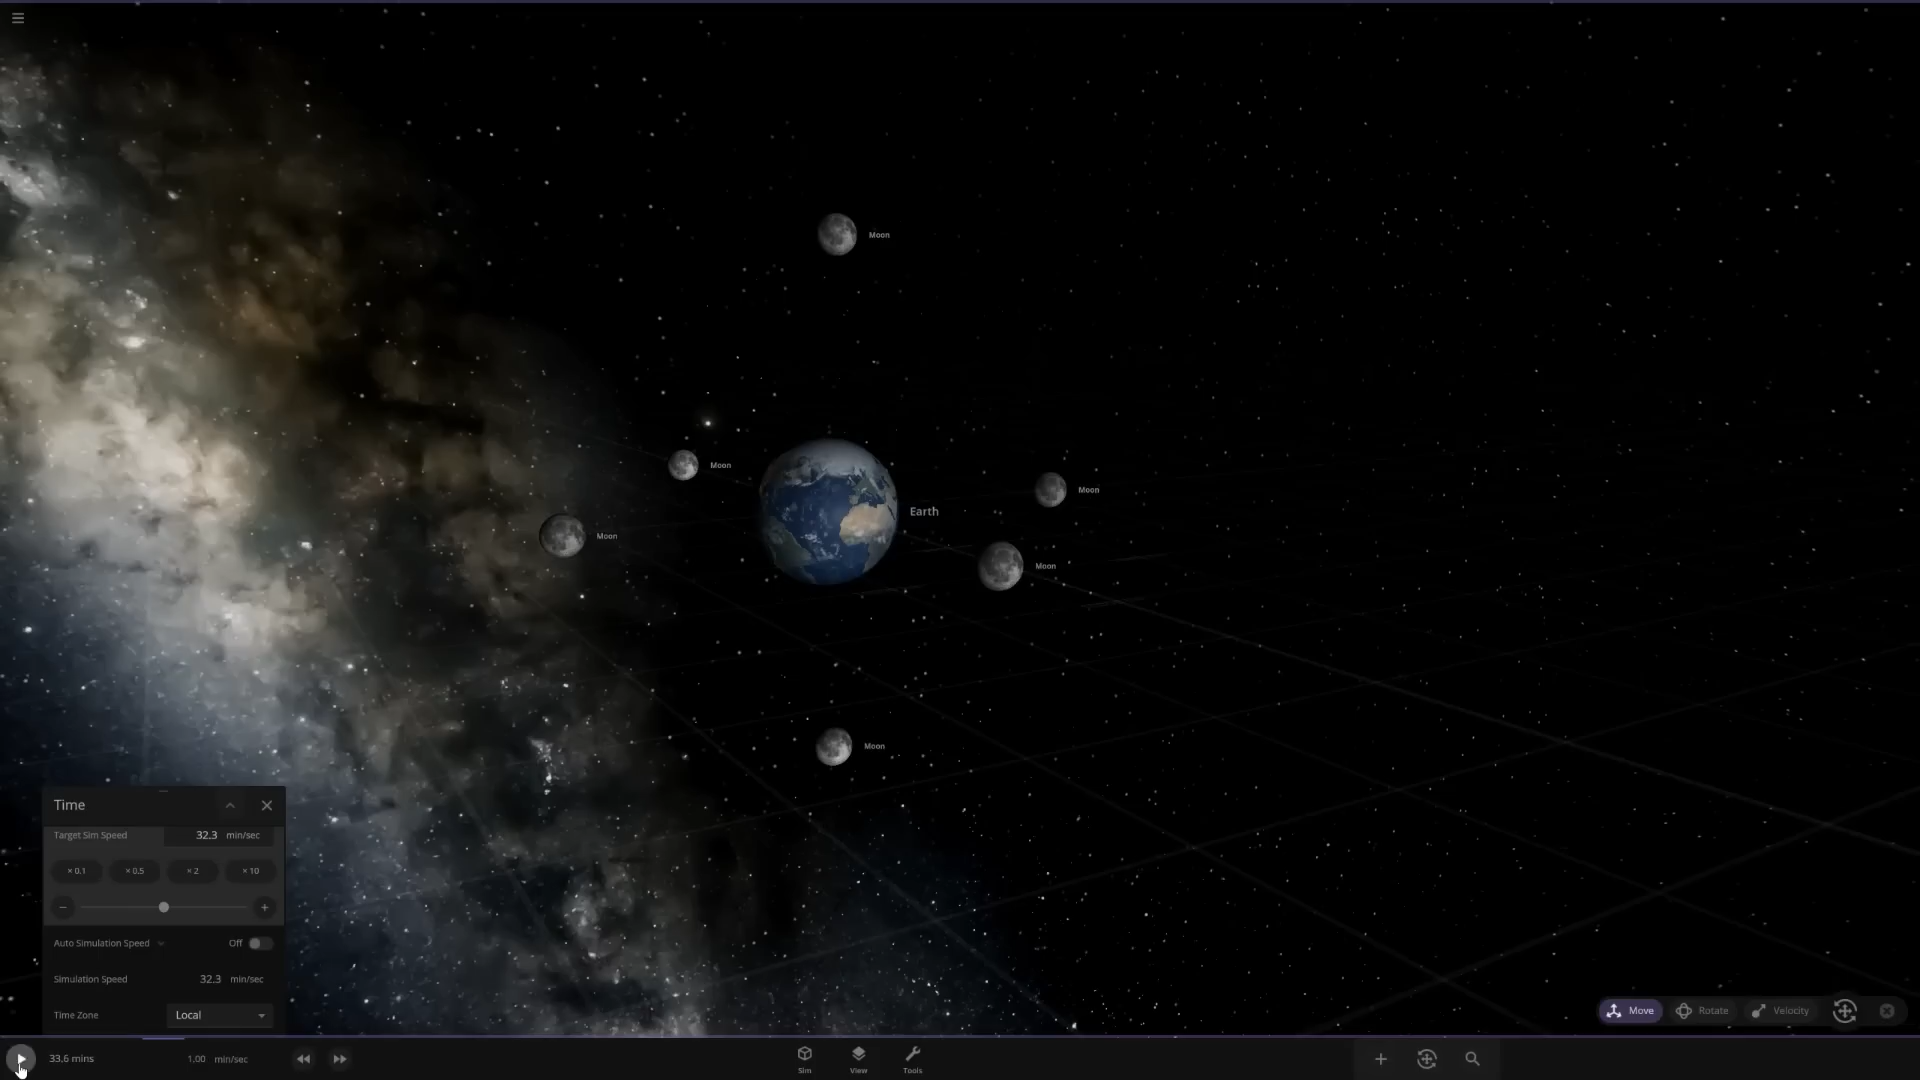 Moon
Moon
Moon
Earth
Moon
Moon
Moon
Time
Target Sim Speed 32.3 min/sec
× 0.1 × 0.5 × 2 × 10
Auto Simulation Speed Off
Simulation Speed 32.3 min/sec
Time Zone Local
Move Rotate Velocity
33.6 mins 1.00 min/sec
Sim View Tools